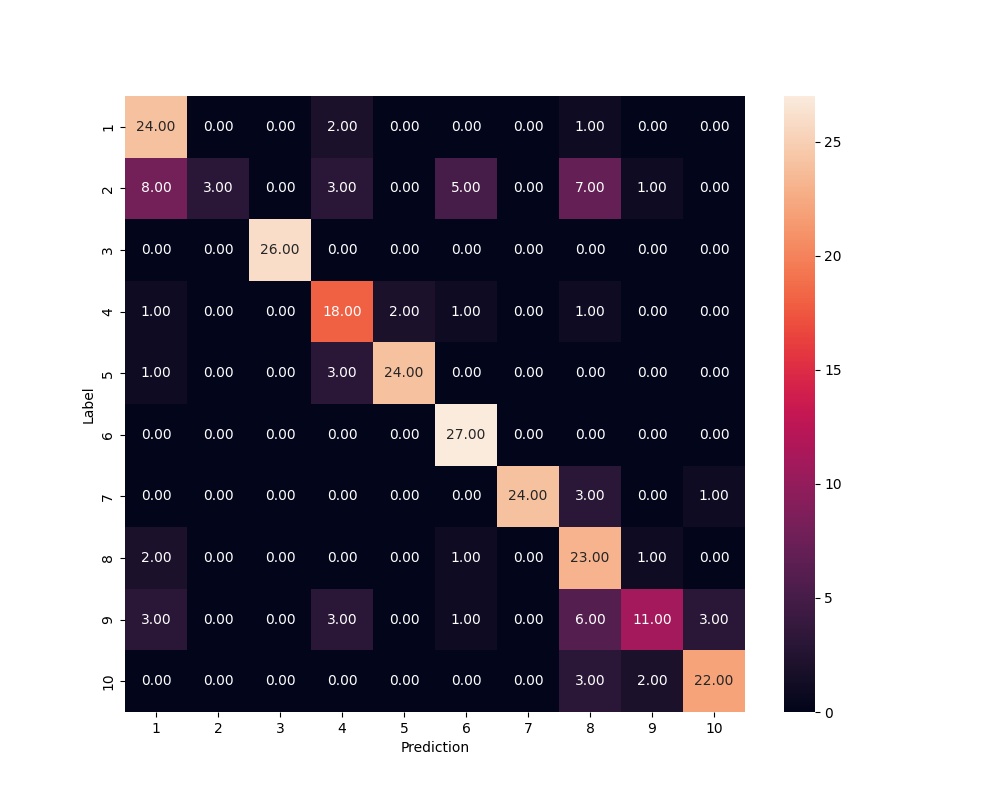 1 24.00 0.00 0.00 2.00 0.00 0.00 0.00 1.00 0.00 0.00
2 8.00 3.00 0.00 3.00 0.00 5.00 0.00 7.00 1.00 0.00
3 0.00 0.00 26.00 0.00 0.00 0.00 0.00 0.00 0.00 0.00
4 1.00 0.00 0.00 18.00 2.00 1.00 0.00 1.00 0.00 0.00
5 1.00 0.00 0.00 3.00 24.00 0.00 0.00 0.00 0.00 0.00
6 0.00 0.00 0.00 0.00 0.00 27.00 0.00 0.00 0.00 0.00
7 0.00 0.00 0.00 0.00 0.00 0.00 24.00 3.00 0.00 1.00
8 2.00 0.00 0.00 0.00 0.00 1.00 0.00 23.00 1.00 0.00
9 3.00 0.00 0.00 3.00 0.00 1.00 0.00 6.00 11.00 3.00
10 0.00 0.00 0.00 0.00 0.00 0.00 0.00 3.00 2.00 22.00
1 2 3 4 5 6 7 8 9 10
Prediction
Label
25
20
15
10
5
0